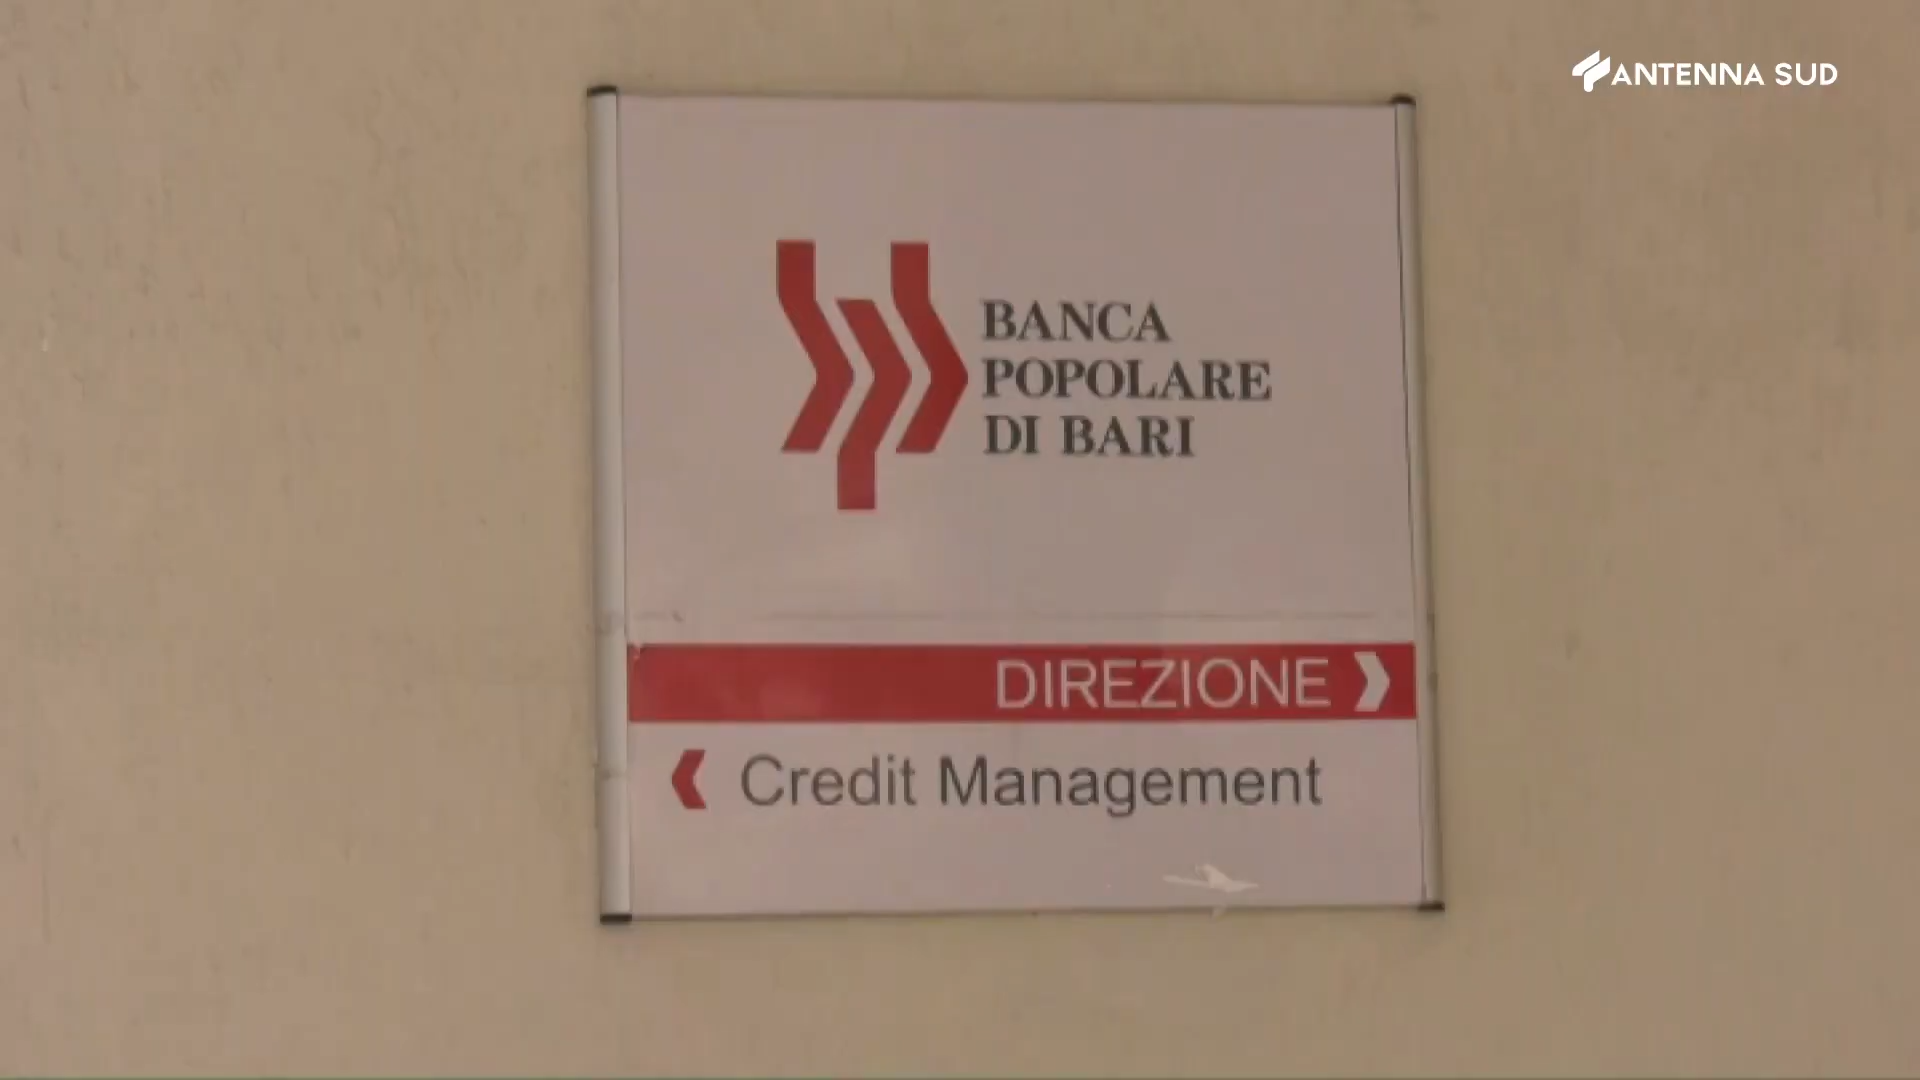 ANTENNA SUD
BANCA
POPOLARE
DI BARI
DIREZIONE
Credit Management